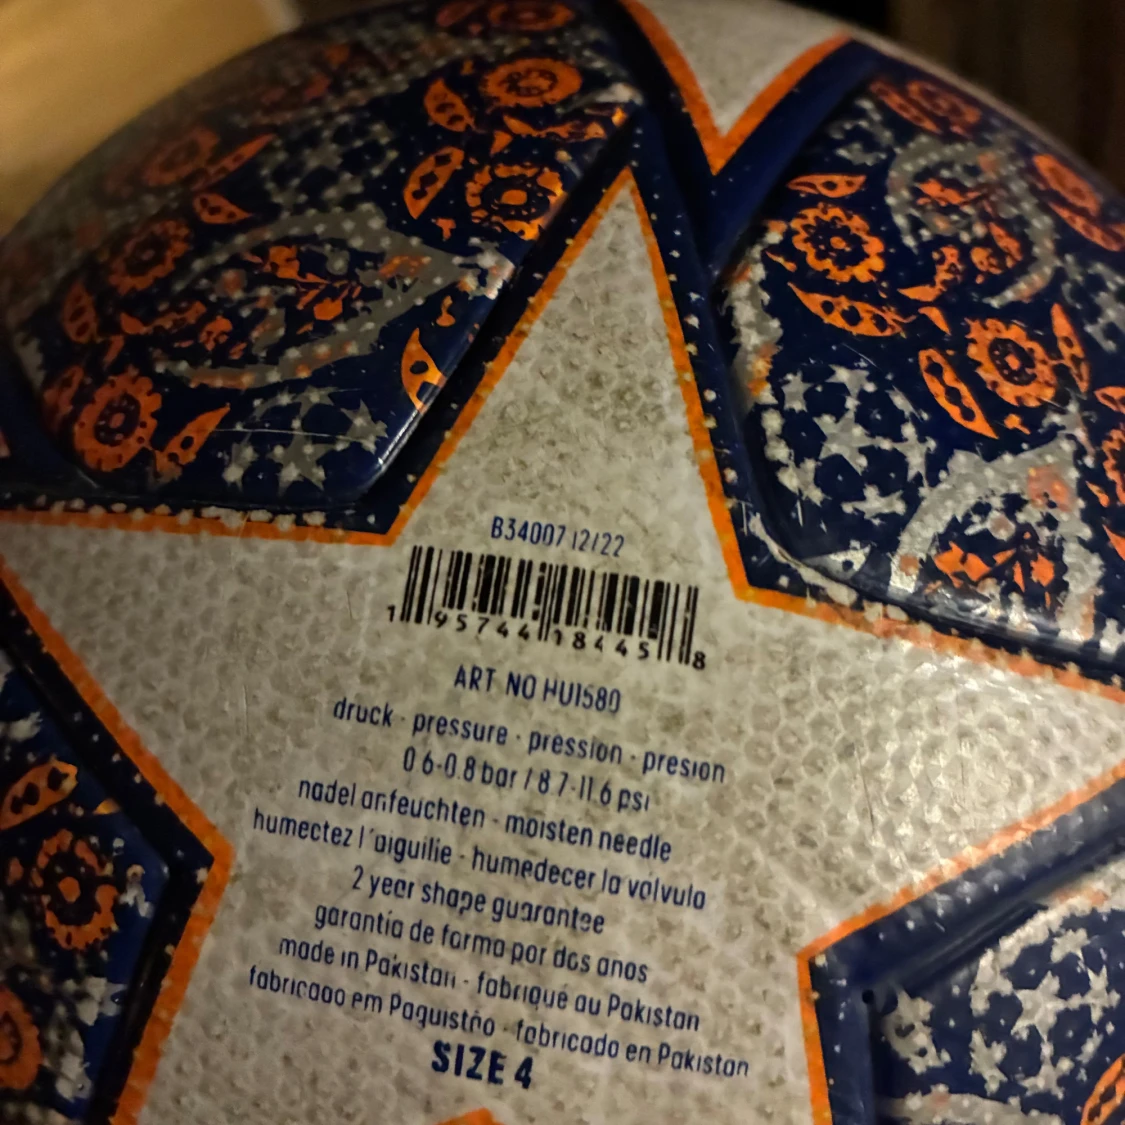 B34007 12/22
1 95744 18445 8
ART NO HU1580
druck · pressure · pression · presion
0.6-0.8 bar / 8.7-11.6 psi
nadel anfeuchten - moisten needle
humectez l´aiguille - humedecer la valvula
2 year shape guarantee
garantia de forma por dos anos
made in Pakistan - fabriqué au Pakistan
fabricado em Paquistão - fabricado en Pakistan
SIZE 4